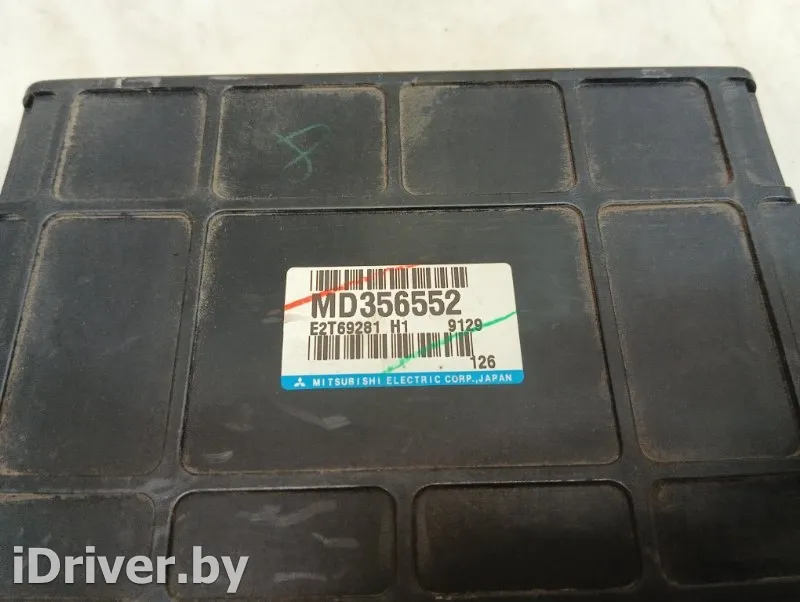 MD356552
E2T69281 H1 9129
126
MITSUBISHI ELECTRIC CORP.,JAPAN
iDriver.by